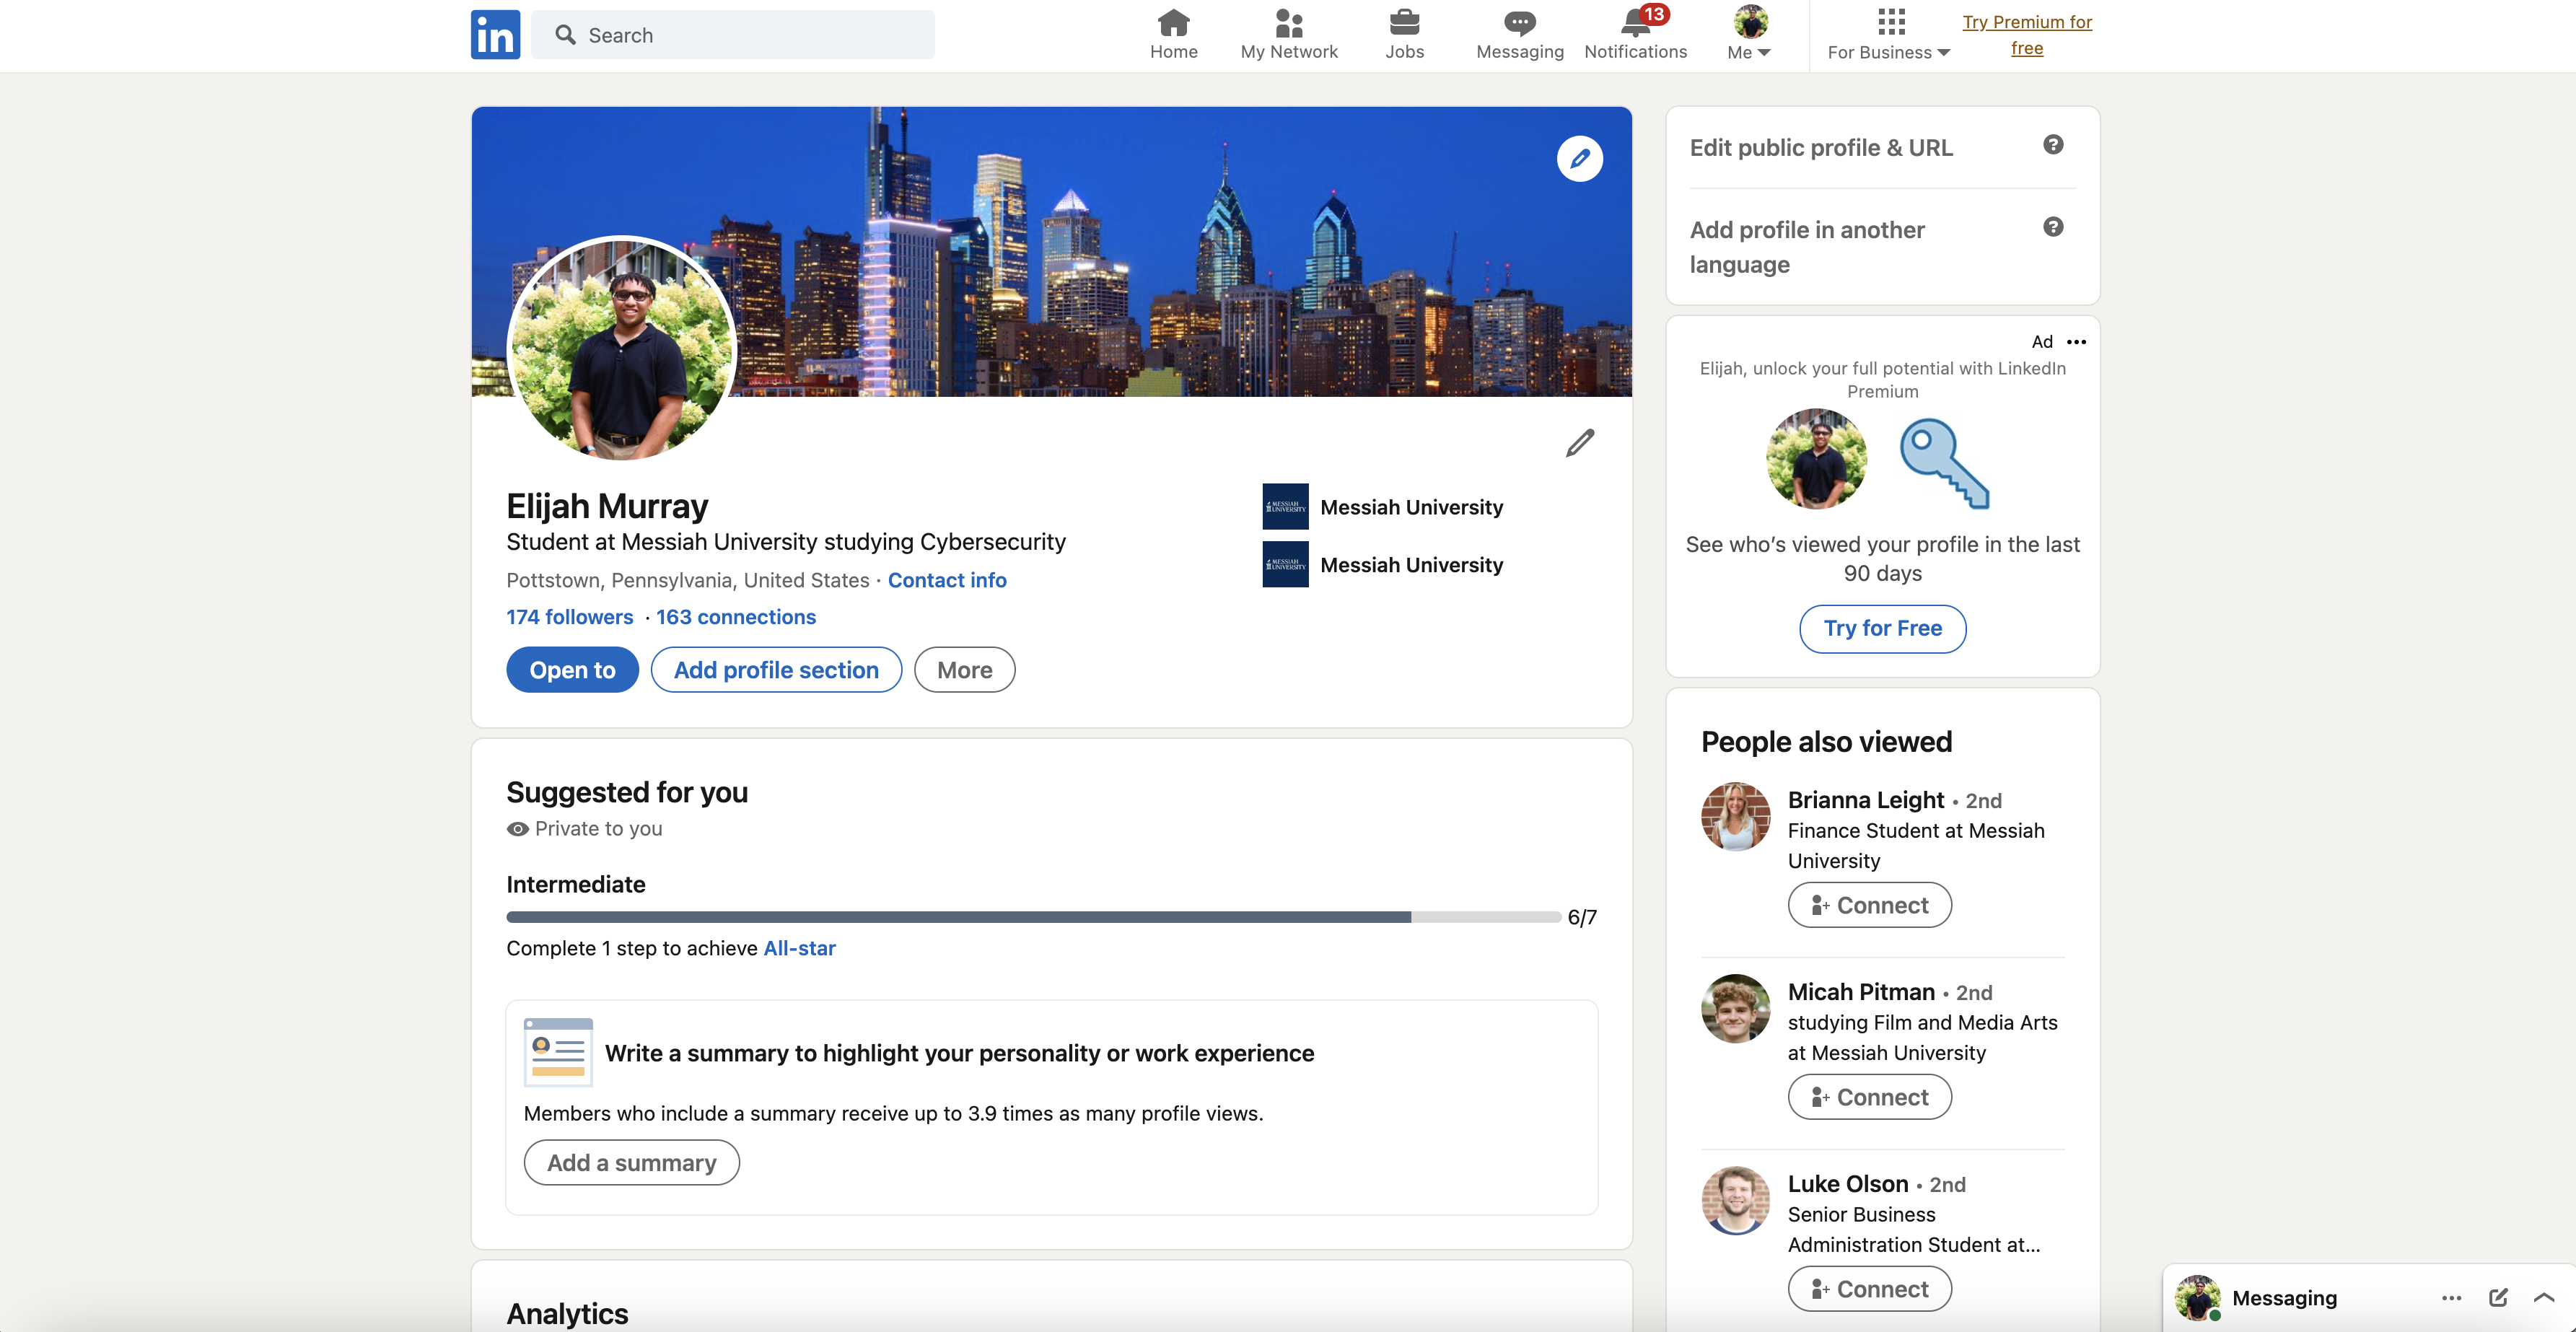 in
Search
Home
My Network
Jobs
Messaging
13
Notifications
Me
For Business
Try Premium for
free
Elijah Murray
Student at Messiah University studying Cybersecurity
Pottstown, Pennsylvania, United States · Contact info
174 followers · 163 connections
Open to
Add profile section
More
MESSIAH
UNIVERSITY
Messiah University
MESSIAH
UNIVERSITY
Messiah University
Suggested for you
Private to you
Intermediate
6/7
Complete 1 step to achieve All-star
Write a summary to highlight your personality or work experience
Members who include a summary receive up to 3.9 times as many profile views.
Add a summary
Analytics
Edit public profile & URL
?
Add profile in another
?
language
Ad
Elijah, unlock your full potential with LinkedIn
Premium
See who’s viewed your profile in the last
90 days
Try for Free
People also viewed
Brianna Leight • 2nd
Finance Student at Messiah
University
Connect
Micah Pitman • 2nd
studying Film and Media Arts
at Messiah University
Connect
Luke Olson • 2nd
Senior Business
Administration Student at...
Connect
Messaging